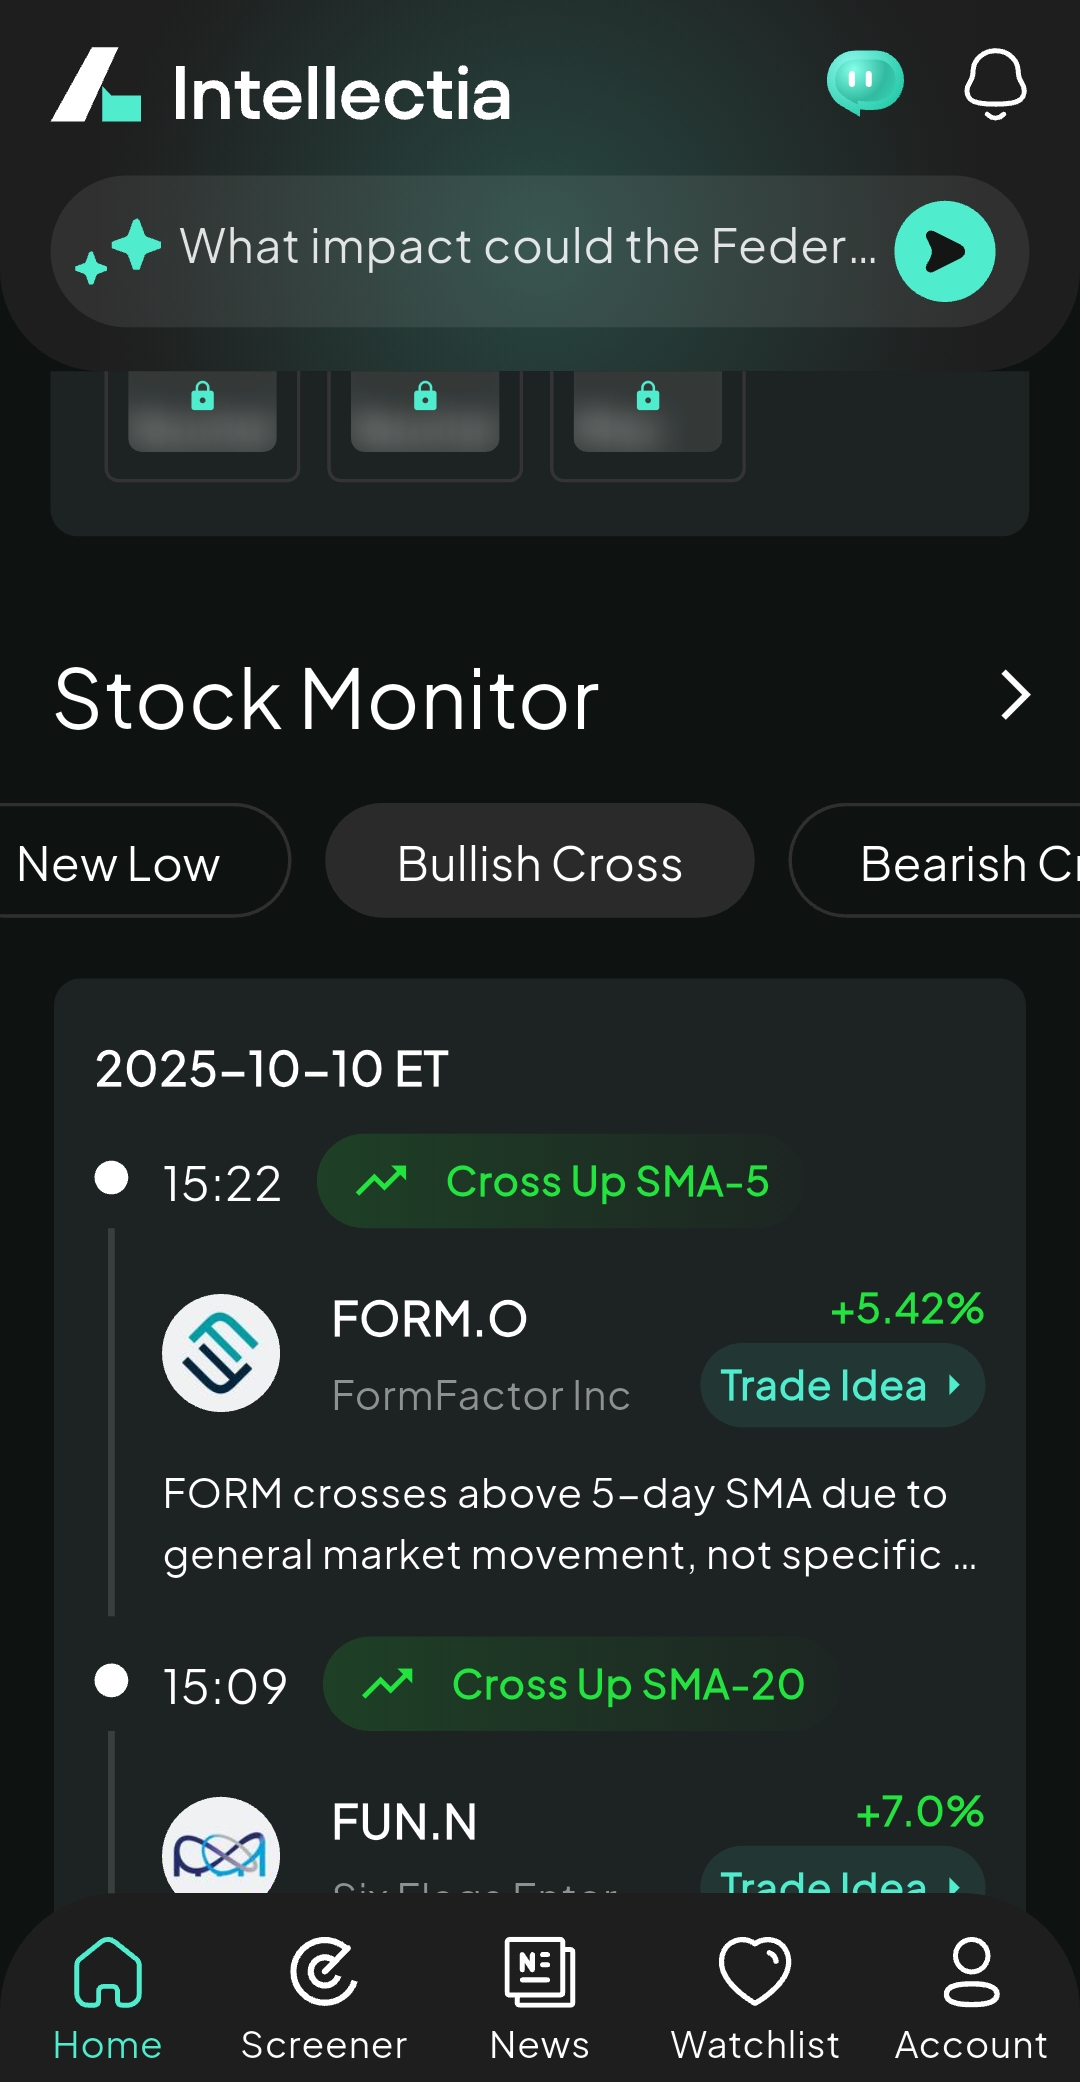 Intellectia
What impact could the Feder...
Stock Monitor
New Low
Bullish Cross
Bearish Cr
2025-10-10 ET
15:22
Cross Up SMA-5
FORM.O
+5.42%
FormFactor Inc
Trade Idea
FORM crosses above 5-day SMA due to
general market movement, not specific ...
15:09
Cross Up SMA-20
FUN.N
+7.0%
Trade Idea
Home
Screener
News
Watchlist
Account